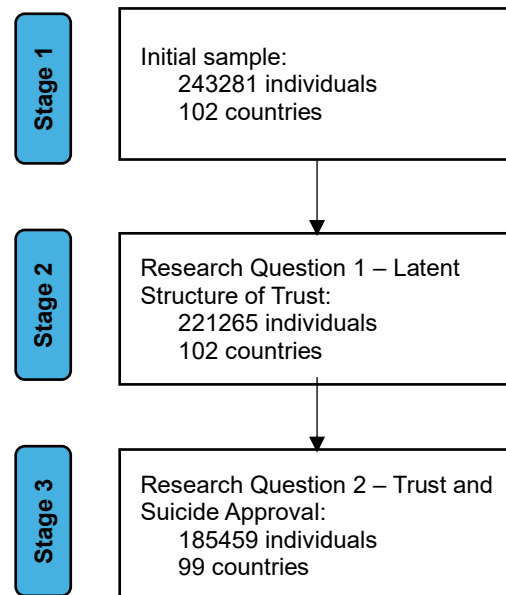 Stage 1
Initial sample:
243281 individuals
102 countries
Stage 2
Research Question 1 – Latent
Structure of Trust:
221265 individuals
102 countries
Stage 3
Research Question 2 – Trust and
Suicide Approval:
185459 individuals
99 countries